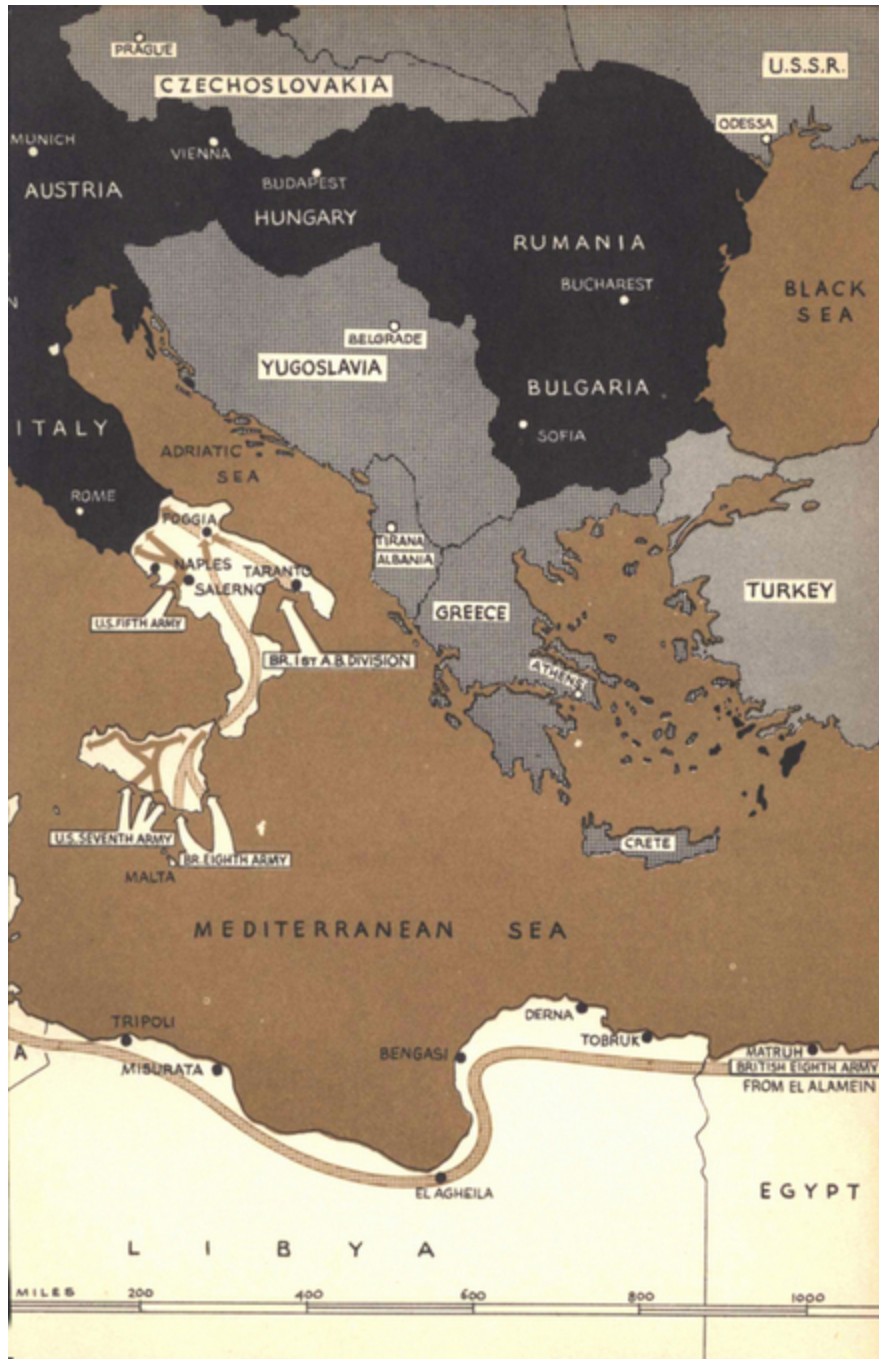 PRAGUE
U.S.S.R.
CZECHOSLOVAKIA
ODESSA
MUNICH
VIENNA
AUSTRIA
BUDAPEST
HUNGARY
RUMANIA
BUCHAREST
BLACK
SEA
N
BELGRADE
YUGOSLAVIA
BULGARIA
SOFIA
ITALY
ADRIATIC
SEA
ROME
FOGGIA
TIRANA
ALBANIA
NAPLES
TARANTO
SALERNO
TURKEY
GREECE
U.S. FIFTH ARMY
BR. 1ST A.B. DIVISION
ATHENS
U.S. SEVENTH ARMY
BR. EIGHTH ARMY
MALTA
CRETE
MEDITERRANEAN SEA
DERNA
TRIPOLI
TOBRUK
A
BENGASI
MATRUH
MISURATA
BRITISH EIGHTH ARMY
FROM EL ALAMEIN
EL AGHEILA
EGYPT
LIBYA
MILES 200 400 600 800 1000